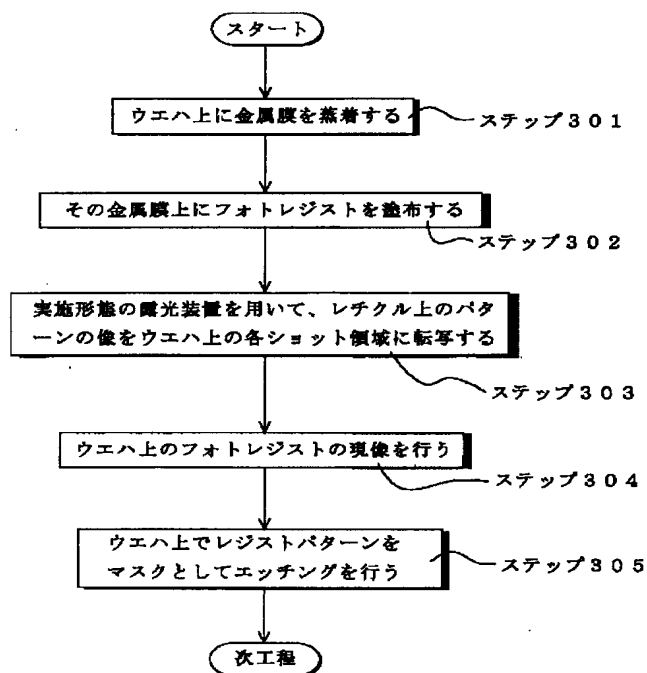 スタート
ウエハ上に金属膜を蒸着する
ステップ301
その金属膜上にフォトレジストを塗布する
ステップ302
実施形態の露光装置を用いて、レチクル上のパタ
ーンの像をウエハ上の各ショット領域に転写する
ステップ303
ウエハ上のフォトレジストの現像を行う
ステップ304
ウエハ上でレジストパターンを
マスクとしてエッチングを行う
ステップ305
次工程